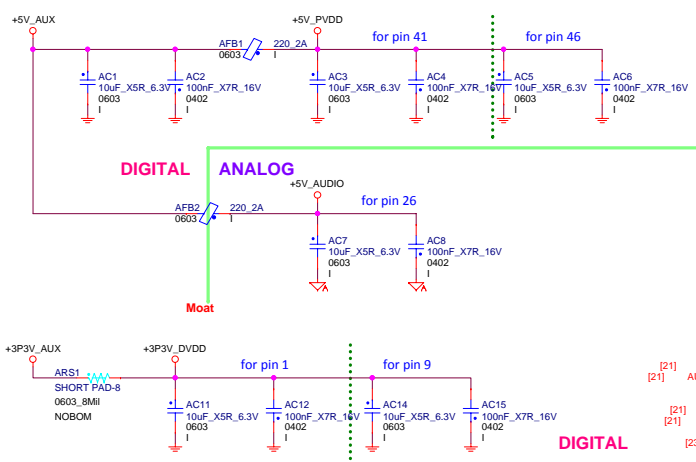 +5V_AUX
+5V_PVDD
for pin 41
for pin 46
AFB1
220_2A
0603
I
AC1
10uF_X5R_6.3V
0603
I
AC2
100nF_X7R_16V
0402
I
AC3
10uF_X5R_6.3V
0603
I
AC4
100nF_X7R_16V
0402
I
AC5
10uF_X5R_6.3V
0603
I
AC6
100nF_X7R_16V
0402
I
DIGITAL
ANALOG
+5V_AUDIO
for pin 26
AFB2
220_2A
0603
I
AC7
10uF_X5R_6.3V
0603
I
AC8
100nF_X7R_16V
0402
I
A
A
Moat
+3P3V_AUX
+3P3V_DVDD
for pin 1
for pin 9
ARS1
SHORT PAD-8
0603_8Mil
NOBOM
AC11
10uF_X5R_6.3V
0603
I
AC12
100nF_X7R_16V
0402
I
AC14
10uF_X5R_6.3V
0603
I
AC15
100nF_X7R_16V
0402
I
[21]
[21]
[21]
[21]
DIGITAL